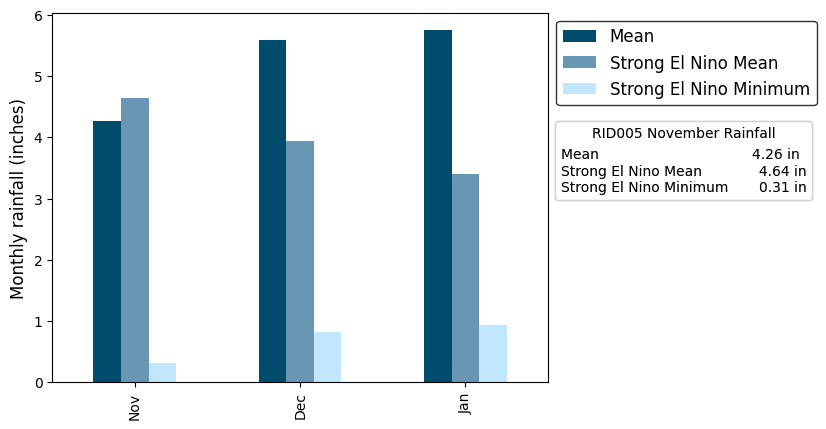 6
5
4
3
2
1
0
Monthly rainfall (inches)
Nov
Dec
Jan
Mean
Strong El Nino Mean
Strong El Nino Minimum
RID005 November Rainfall
Mean 4.26 in
Strong El Nino Mean 4.64 in
Strong El Nino Minimum 0.31 in